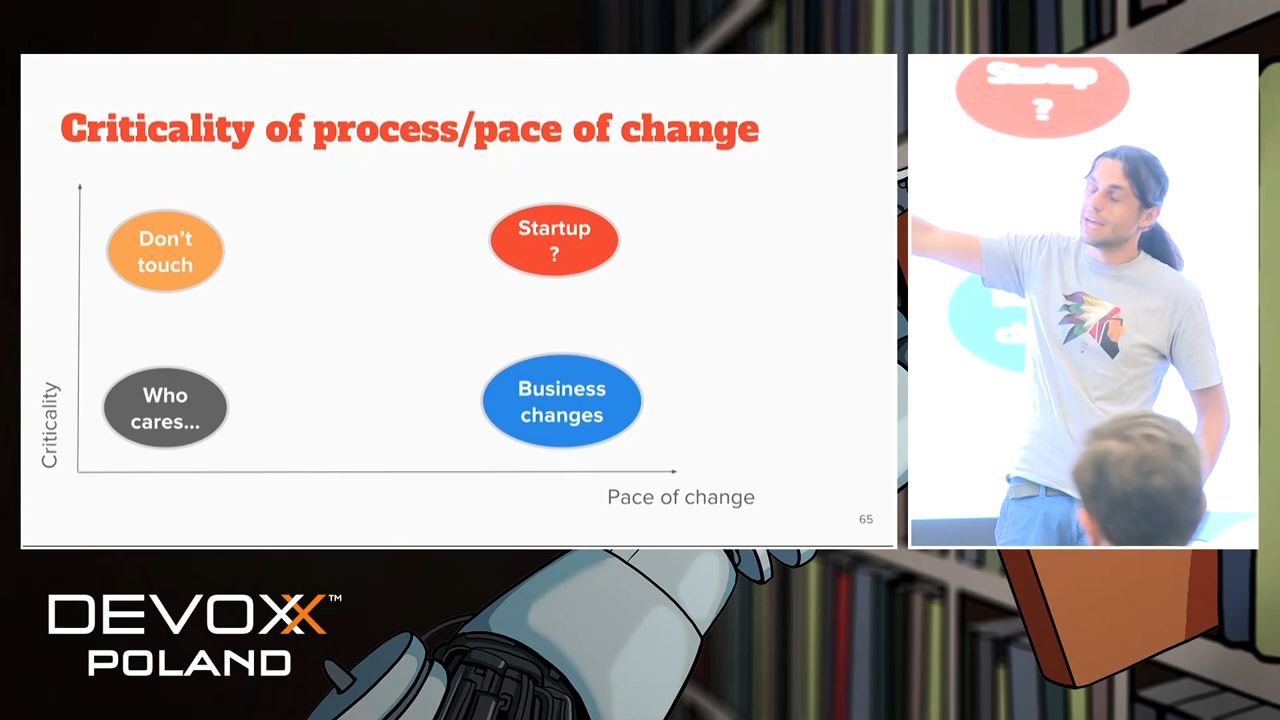 Criticality of process/pace of change
Don't
touch
Startup
?
Who
cares...
Business
changes
Criticality
Pace of change
65
Startup
?
DEVOXX™
POLAND